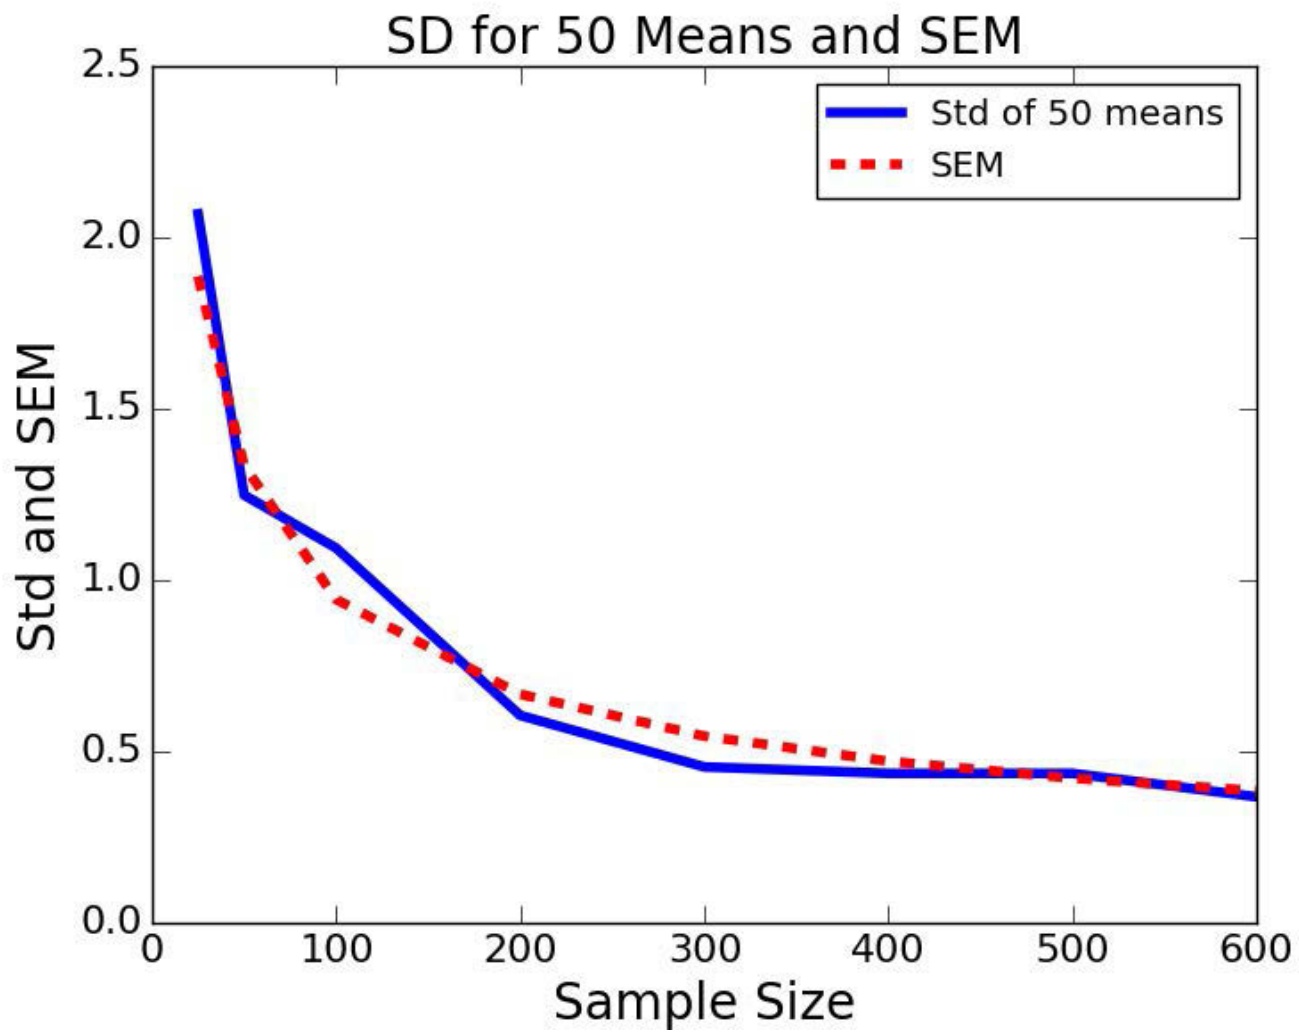 SD for 50 Means and SEM
2.5
2.0
1.5
1.0
0.5
0.0
Std and SEM
Std of 50 means
SEM
0 100 200 300 400 500 600
Sample Size